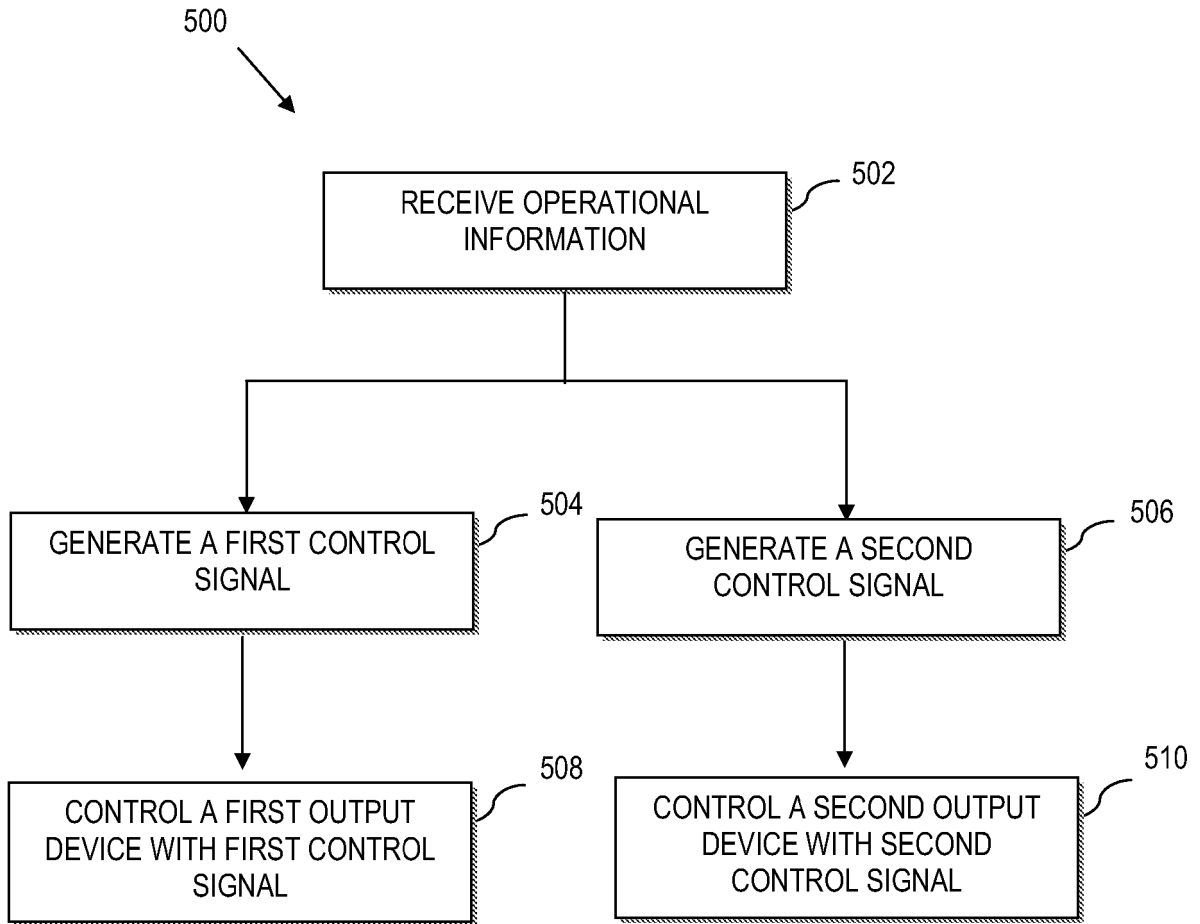 500
502
RECEIVE OPERATIONAL
INFORMATION
504
GENERATE A FIRST CONTROL
SIGNAL
506
GENERATE A SECOND
CONTROL SIGNAL
508
CONTROL A FIRST OUTPUT
DEVICE WITH FIRST CONTROL
SIGNAL
510
CONTROL A SECOND OUTPUT
DEVICE WITH SECOND
CONTROL SIGNAL